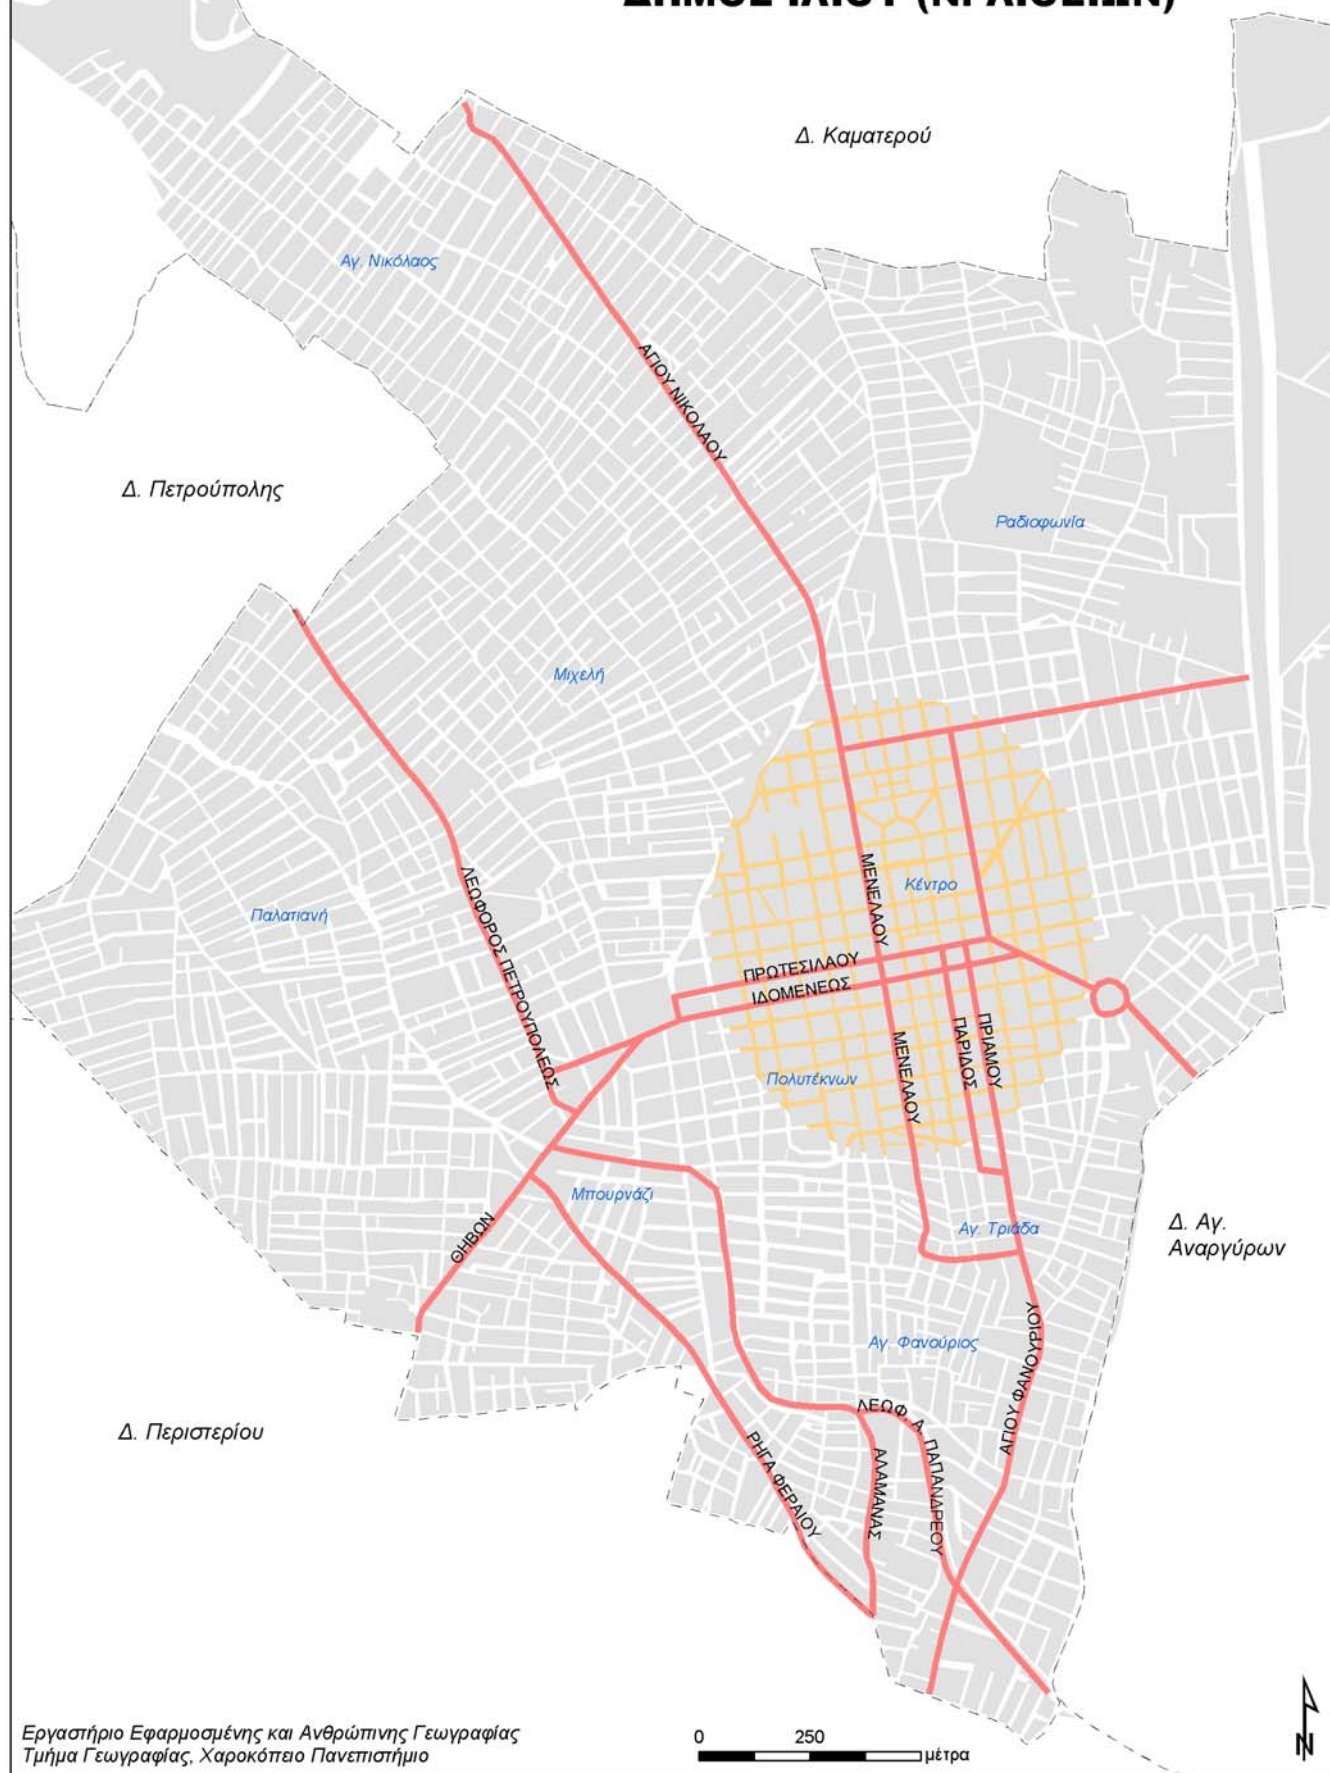 Δ. Καματερού
Αγ. Νικόλαος
ΑΓΙΟΥ ΝΙΚΟΛΑΟΥ
Δ. Πετρούπολης
Ραδιοφωνία
Μιχελή
ΜΕΝΕΛΑΟΥ
Κέντρο
ΛΕΩΦΟΡΟΣ ΠΕΤΡΟΥΠΟΛΕΩΣ
Παλατιανή
ΠΡΩΤΕΣΙΛΑΟΥ
ΙΔΟΜΕΝΕΩΣ
ΜΕΝΕΛΑΟΥ
ΠΑΡΙΔΟΣ
ΠΡΙΑΜΟΥ
Πολυτέκνων
Μπουρνάζι
ΘΗΒΩΝ
Αγ. Τριάδα
Δ. Αγ.
Αναργύρων
Αγ. Φανούριος
ΑΓΙΟΥ ΦΑΝΟΥΡΙΟΥ
Δ. Περιστερίου
ΛΕΩΦ. Α. ΠΑΠΑΝΔΡΕΟΥ
ΡΗΓΑ ΦΕΡΑΙΟΥ
ΑΛΑΜΑΝΑΣ
Εργαστήριο Εφαρμοσμένης και Ανθρώπινης Γεωγραφίας
Τμήμα Γεωγραφίας, Χαροκόπειο Πανεπιστήμιο
0 250
μέτρα
N